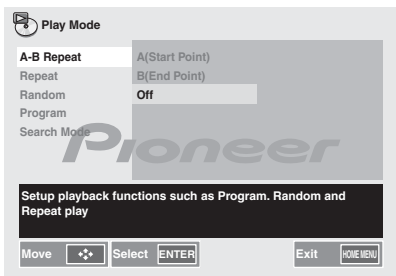 Play Mode
A-B Repeat A(Start Point)
Repeat B(End Point)
Random Off
Program
Search Mode
Pioneer
Setup playback functions such as Program. Random and
Repeat play
Move Select ENTER Exit HOME MENU